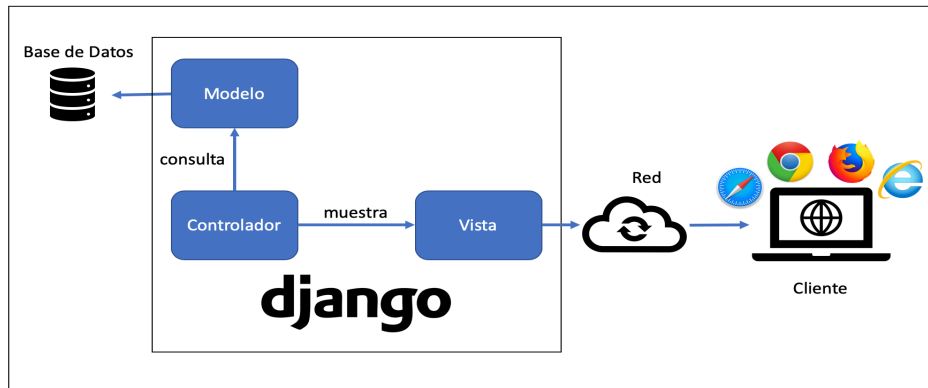 Base de Datos
Modelo
consulta
Controlador
muestra
Vista
Red
Cliente
django